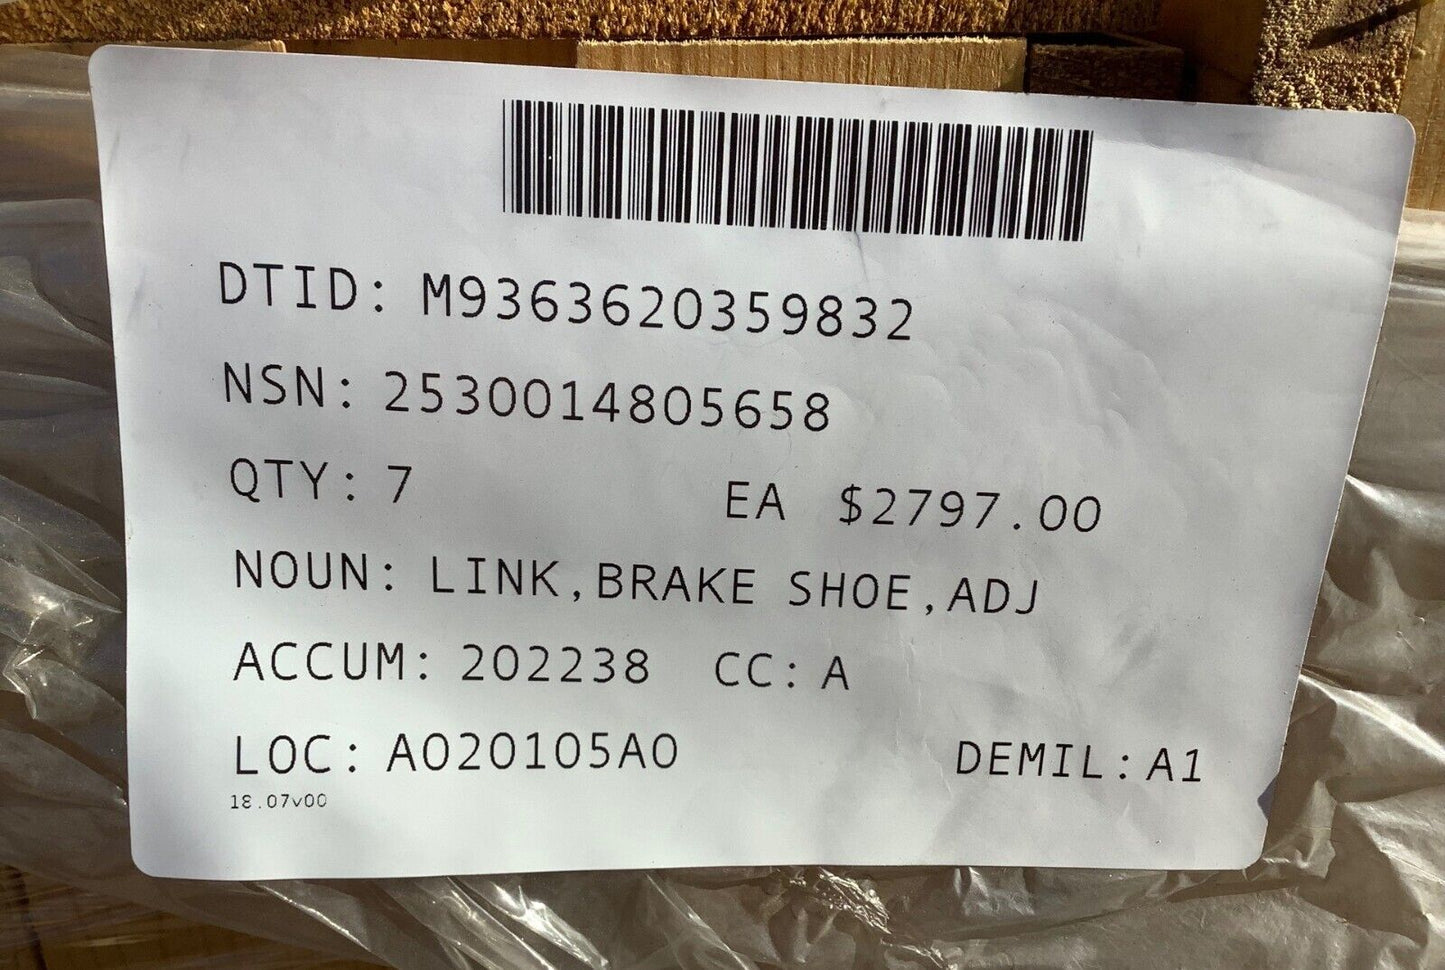 DTID: M9363620359832
NSN: 2530014805658
QTY: 7 EA $2797.00
NOUN: LINK,BRAKE SHOE,ADJ
ACCUM: 202238 CC: A
LOC: A020105A0 DEMIL: A1
18.07v00